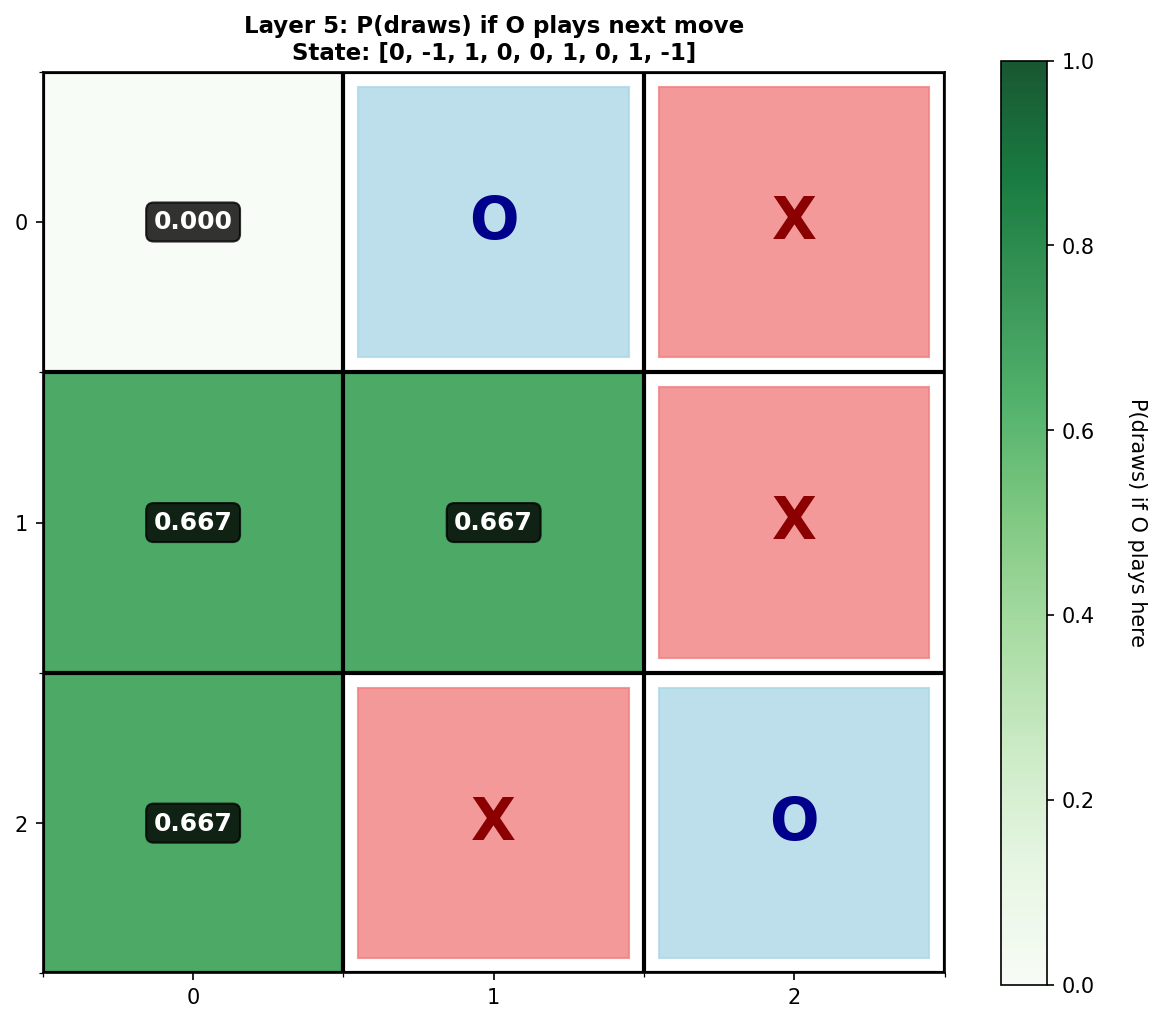 Layer 5: P(draws) if O plays next move
State: [0, -1, 1, 0, 0, 1, 0, 1, -1]
0
0.000
O
X
1
0.667
0.667
X
2
0.667
X
O
0
1
2
1.0
0.8
0.6
0.4
0.2
0.0
P(draws) if O plays here